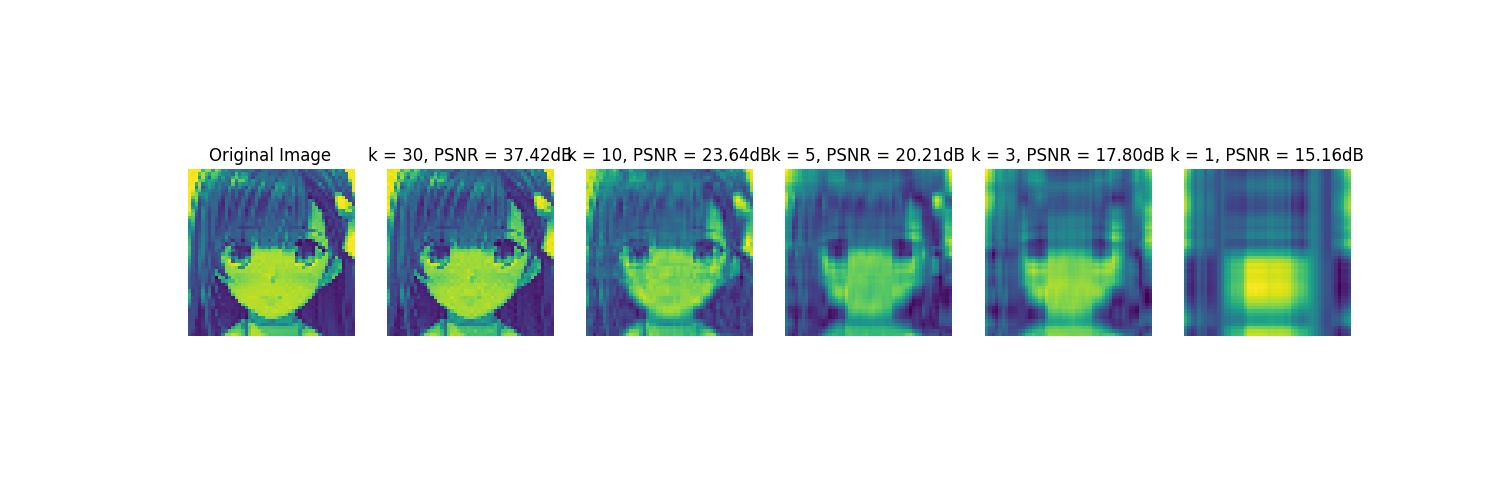 Original Image
k = 30, PSNR = 37.42dB
k = 10, PSNR = 23.64dB
k = 5, PSNR = 20.21dB
k = 3, PSNR = 17.80dB
k = 1, PSNR = 15.16dB